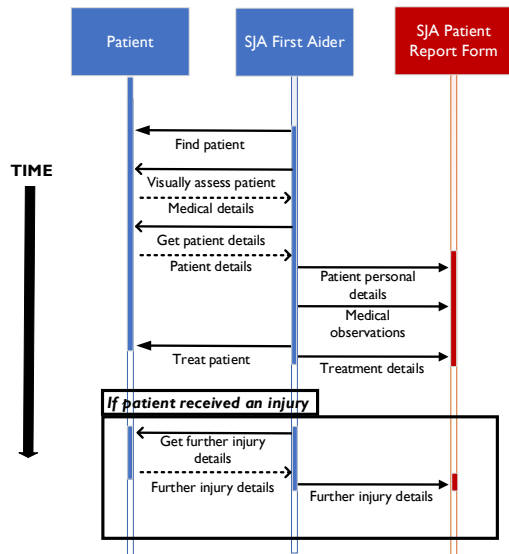 Patient
SJA First Aider
SJA Patient
Report Form
TIME
Find patient
Visually assess patient
Medical details
Get patient details
Patient details
Patient personal
details
Medical
observations
Treat patient
Treatment details
If patient received an injury
Get further injury
details
Further injury details
Further injury details